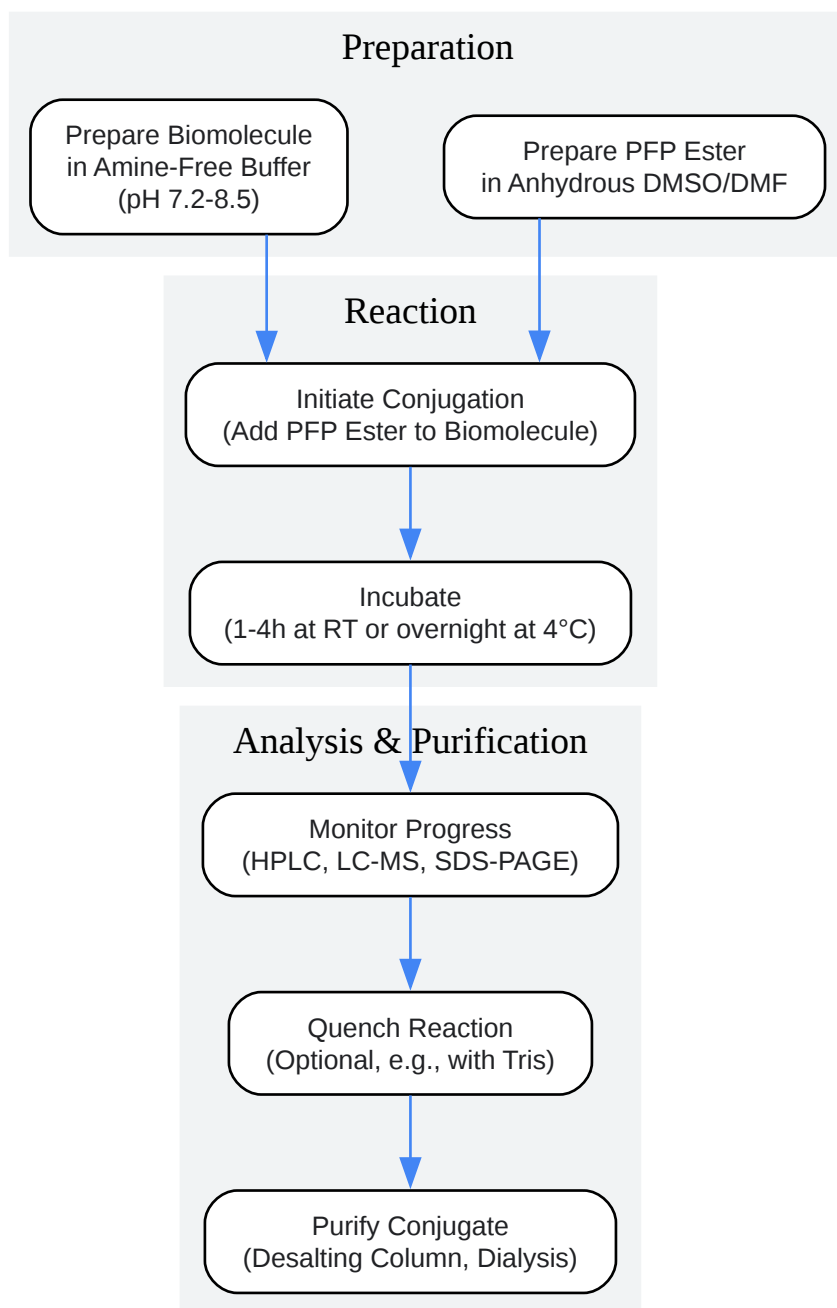 Preparation
Prepare Biomolecule
in Amine-Free Buffer
(pH 7.2-8.5)
Prepare PFP Ester
in Anhydrous DMSO/DMF
Reaction
Initiate Conjugation
(Add PFP Ester to Biomolecule)
Incubate
(1-4h at RT or overnight at 4°C)
Analysis & Purification
Monitor Progress
(HPLC, LC-MS, SDS-PAGE)
Quench Reaction
(Optional, e.g., with Tris)
Purify Conjugate
(Desalting Column, Dialysis)